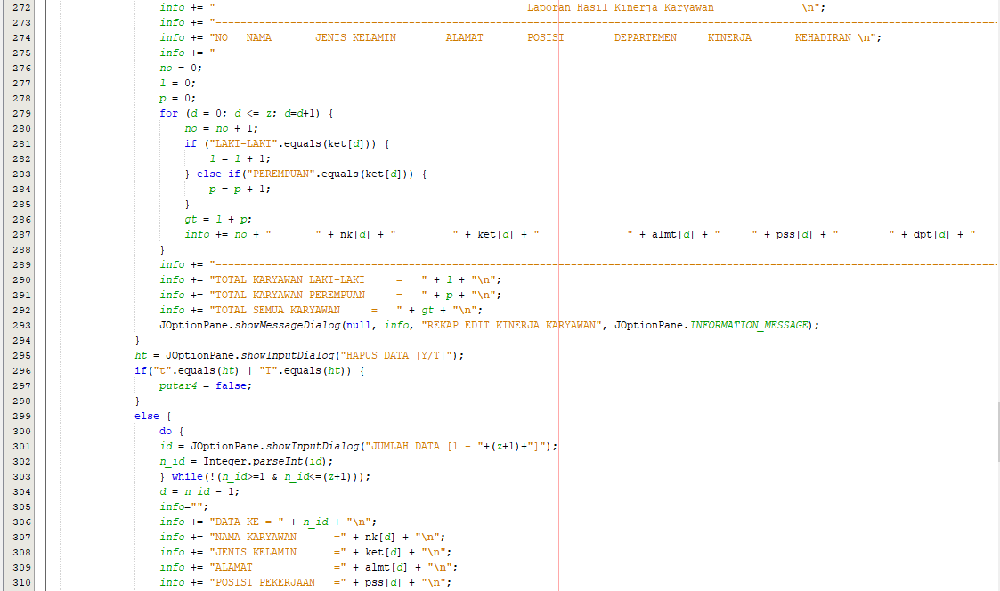 272 info += "                                                  Laporan Hasil Kinerja Karyawan              \n";
273 info += "------------------------------------------------------------------------------------------------------------------------------
274 info += "NO   NAMA       JENIS KELAMIN        ALAMAT       POSISI        DEPARTEMEN     KINERJA       KEHADIRAN \n";
275 info += "------------------------------------------------------------------------------------------------------------------------------
276 no = 0;
277 l = 0;
278 p = 0;
279 for (d = 0; d <= z; d=d+1) {
280 no = no + 1;
281 if ("LAKI-LAKI".equals(ket[d])) {
282 l = l + 1;
283 } else if("PEREMPUAN".equals(ket[d])) {
284 p = p + 1;
285 }
286 gt = l + p;
287 info += no + "       " + nk[d] + "         " + ket[d] + "              " + almt[d] + "     " + pss[d] + "        " + dpt[d] + "
288 }
289 info += "------------------------------------------------------------------------------------------------------------------------------
290 info += "TOTAL KARYAWAN LAKI-LAKI     =   " + l + "\n";
291 info += "TOTAL KARYAWAN PEREMPUAN     =   " + p + "\n";
292 info += "TOTAL SEMUA KARYAWAN     =   " + gt + "\n";
293 JOptionPane.showMessageDialog(null, info, "REKAP EDIT KINERJA KARYAWAN", JOptionPane.INFORMATION_MESSAGE);
294 }
295 ht = JOptionPane.showInputDialog("HAPUS DATA [Y/T]");
296 if("t".equals(ht) | "T".equals(ht)) {
297 putar4 = false;
298 }
299 else {
300 do {
301 id = JOptionPane.showInputDialog("JUMLAH DATA [1 - "+(z+1)+"]");
302 n_id = Integer.parseInt(id);
303 } while(!(n_id>=1 & n_id<=(z+1)));
304 d = n_id - 1;
305 info="";
306 info += "DATA KE = " + n_id + "\n";
307 info += "NAMA KARYAWAN      =" + nk[d] + "\n";
308 info += "JENIS KELAMIN      =" + ket[d] + "\n";
309 info += "ALAMAT             =" + almt[d] + "\n";
310 info += "POSISI PEKERJAAN   =" + pss[d] + "\n";